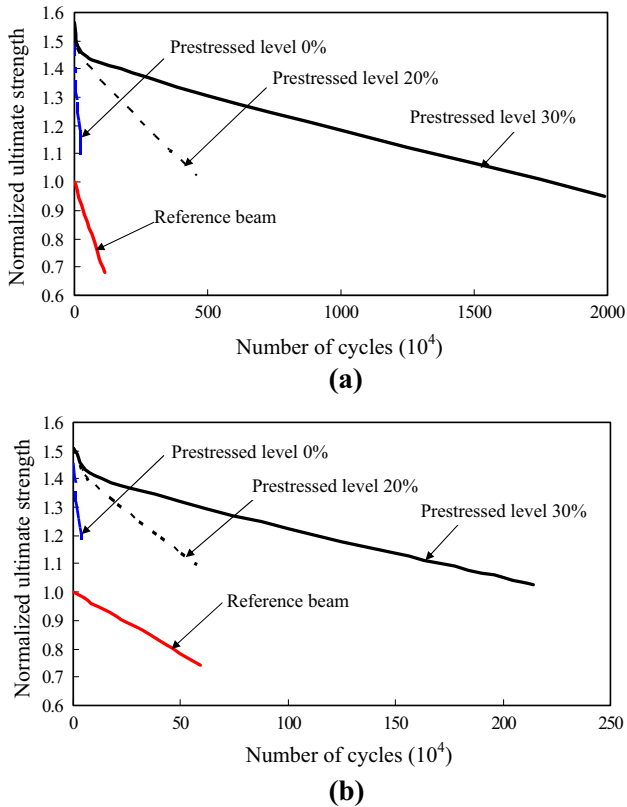 1.6
1.5
1.4
1.3
1.2
1.1
1.0
0.9
0.8
0.7
0.6
Normalized ultimate strength
Prestressed level 0%
Prestressed level 20%
Prestressed level 30%
Reference beam
0
500
1000
1500
2000
Number of cycles (10⁴)
(a)
1.6
1.5
1.4
1.3
1.2
1.1
1.0
0.9
0.8
0.7
0.6
Normalized ultimate strength
Prestressed level 0%
Prestressed level 20%
Prestressed level 30%
Reference beam
0
50
100
150
200
250
Number of cycles (10⁴)
(b)